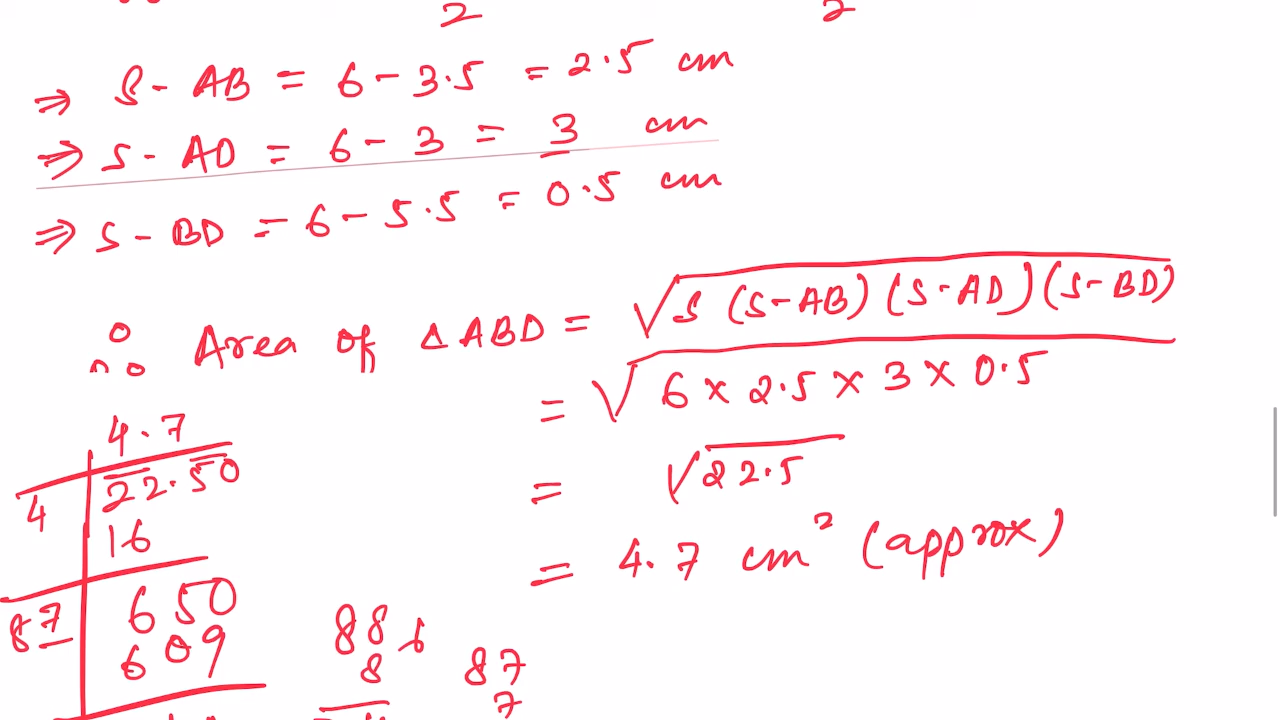 2 2
⇒ S - AB = 6 - 3.5 = 2.5 cm
⇒ S - AD = 6 - 3 = 3 cm
⇒ S - BD = 6 - 5.5 = 0.5 cm
∴ Area of △ABD = √S (S-AB) (S-AD) (S-BD)
= √6 × 2.5 × 3 × 0.5
= √22.5
= 4.7 cm² (approx)
4.7
4 22.50
16
87 650
609
88
8
87
7